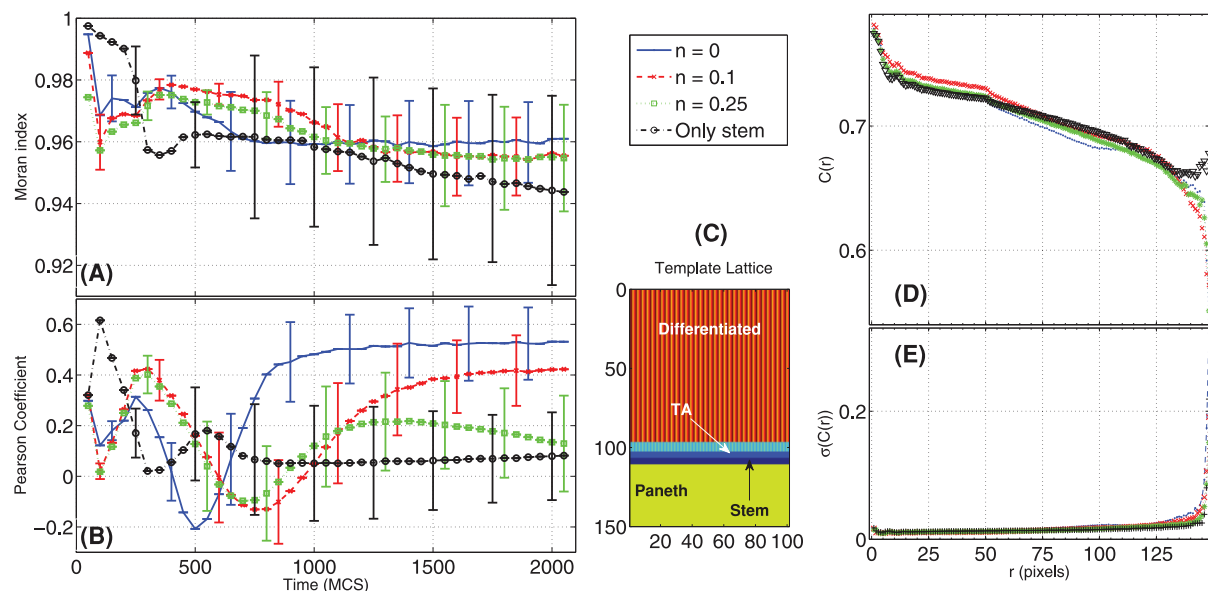 1
0.98
0.96
0.94
0.92
Moran index
(A)
0.6
0.4
0.2
0
−0.2
Pearson Coefficient
(B)
0 500 1000 1500 2000
Time (MCS)
n = 0
n = 0.1
n = 0.25
Only stem
(C)
Template Lattice
0
50
100
150
Differentiated
TA
Paneth
Stem
20 40 60 80 100
0.7
0.6
C(r)
(D)
(E)
0.2
0
σ(C(r))
0 25 50 75 100 125
r (pixels)